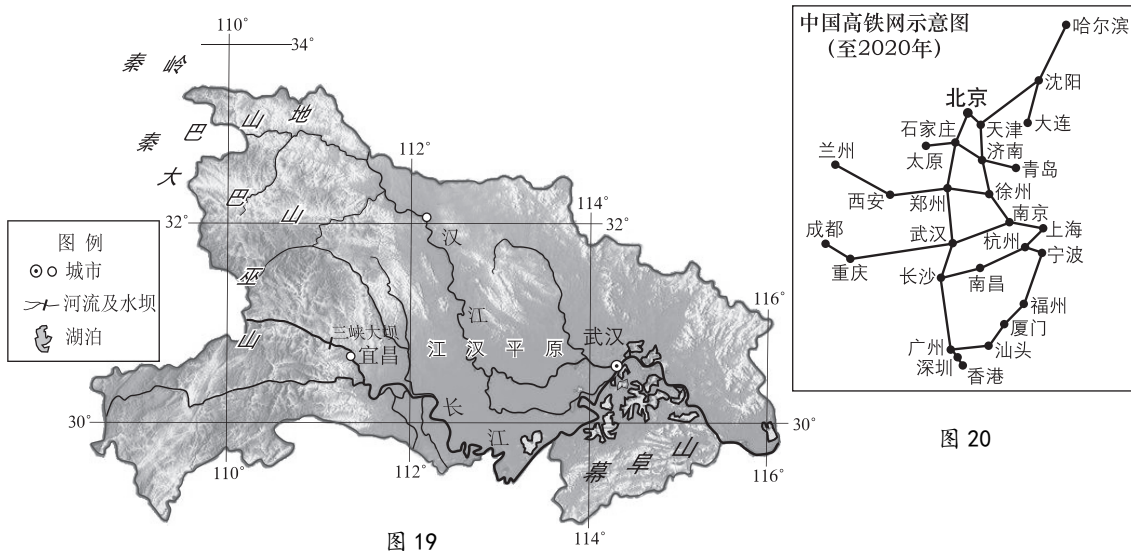 110°
34°
秦岭
秦巴山地
大巴山
112°
32°
114°
32°
汉江
116°
巫山
三峡大坝
宜昌
江汉平原
武汉
长江
30°
30°
幕阜山
110°
112°
114°
116°
图例
城市
河流及水坝
湖泊
图 19
中国高铁网示意图
(至2020年)
哈尔滨
沈阳
北京
大连
石家庄
天津
太原
济南
青岛
兰州
西安
郑州
徐州
成都
武汉
南京
上海
重庆
杭州
宁波
长沙
南昌
福州
厦门
广州
汕头
深圳
香港
图 20